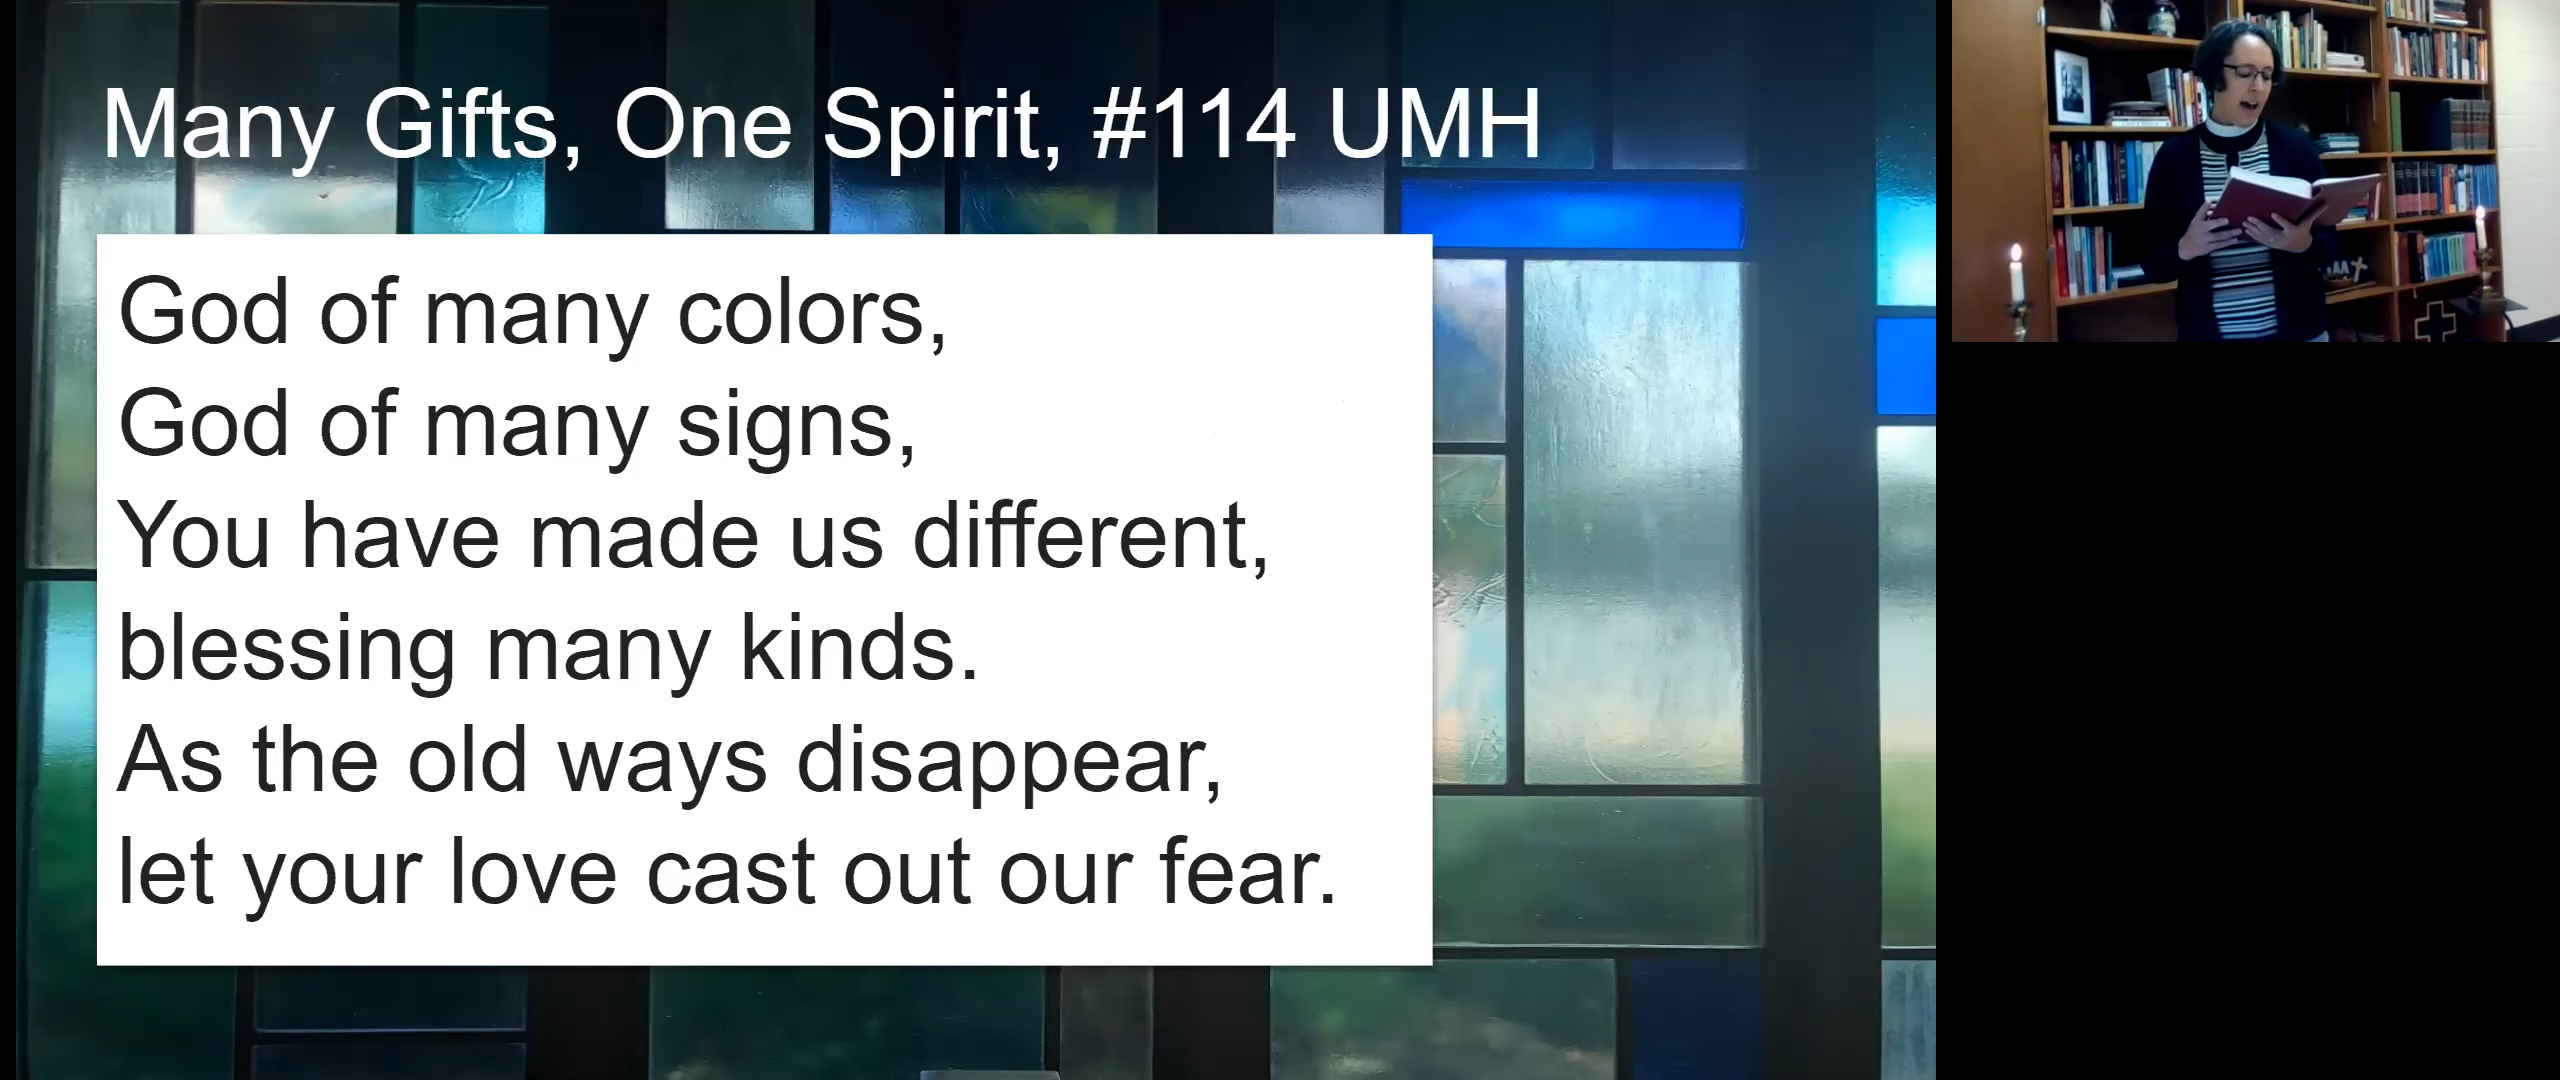 Many Gifts, One Spirit, #114 UMH
God of many colors,
God of many signs,
You have made us different,
blessing many kinds.
As the old ways disappear,
let your love cast out our fear.